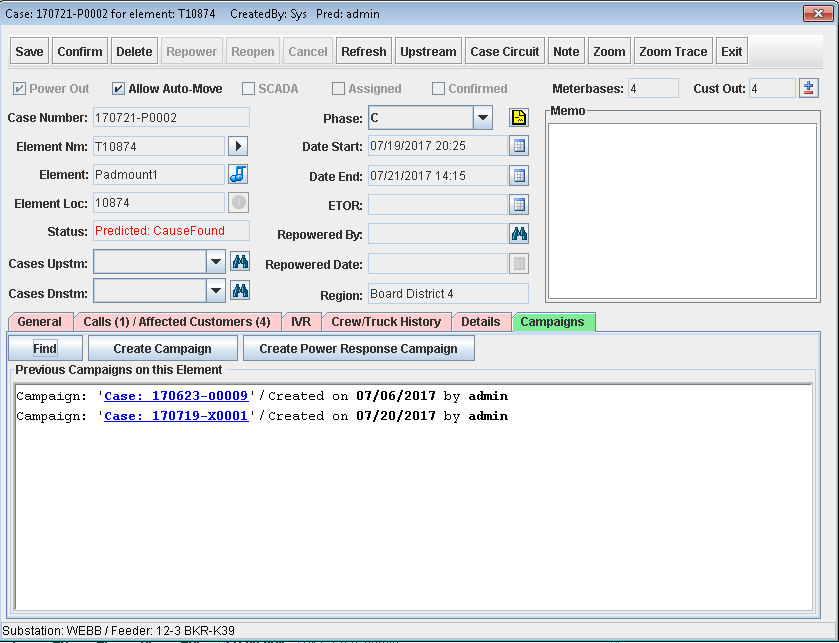 Case: 170721-P0002 for element: T10874 CreatedBy: Sys Pred: admin
Save Confirm Delete Repower Reopen Cancel Refresh Upstream Case Circuit Note Zoom Zoom Trace Exit
Power Out Allow Auto-Move SCADA Assigned Confirmed Meterbases: 4 Cust Out: 4
Case Number: 170721-P0002 Phase: C Memo
Element Nm: T10874 Date Start: 07/19/2017 20:25
Element: Padmount1 Date End: 07/21/2017 14:15
Element Loc: 10874 ETOR:
Status: Predicted: CauseFound Repowered By:
Cases Upstm: Repowered Date:
Cases Dnstm: Region: Board District 4
General Calls (1) / Affected Customers (4) IVR Crew/Truck History Details Campaigns
Find Create Campaign Create Power Response Campaign
Previous Campaigns on this Element
Campaign: 'Case: 170623-00009'/Created on 07/06/2017 by admin
Campaign: 'Case: 170719-X0001'/Created on 07/20/2017 by admin
Substation: WEBB / Feeder: 12-3 BKR-K39